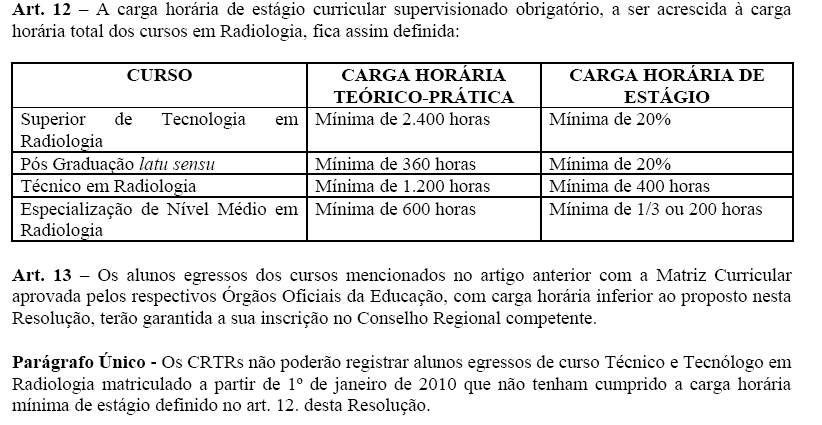 Art. 12 – A carga horária de estágio curricular supervisionado obrigatório, a ser acrescida à carga
horária total dos cursos em Radiologia, fica assim definida:
CURSO CARGA HORÁRIA TEÓRICO-PRÁTICA CARGA HORÁRIA DE ESTÁGIO
Superior de Tecnologia em Radiologia Mínima de 2.400 horas Mínima de 20%
Pós Graduação latu sensu Mínima de 360 horas Mínima de 20%
Técnico em Radiologia Mínima de 1.200 horas Mínima de 400 horas
Especialização de Nível Médio em Radiologia Mínima de 600 horas Mínima de 1/3 ou 200 horas
Art. 13 – Os alunos egressos dos cursos mencionados no artigo anterior com a Matriz Curricular
aprovada pelos respectivos Órgãos Oficiais da Educação, com carga horária inferior ao proposto nesta
Resolução, terão garantida a sua inscrição no Conselho Regional competente.
Parágrafo Único - Os CRTRs não poderão registrar alunos egressos de curso Técnico e Tecnólogo em
Radiologia matriculado a partir de 1º de janeiro de 2010 que não tenham cumprido a carga horária
mínima de estágio definido no art. 12. desta Resolução.